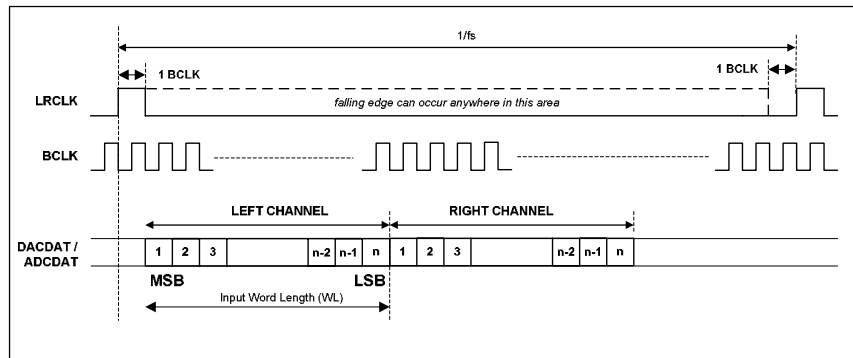 1/fs
1 BCLK
1 BCLK
LRCLK
falling edge can occur anywhere in this area
BCLK
LEFT CHANNEL
RIGHT CHANNEL
DACDAT /
ADCDAT
1 2 3 n-2 n-1 n 1 2 3 n-2 n-1 n
MSB
LSB
Input Word Length (WL)